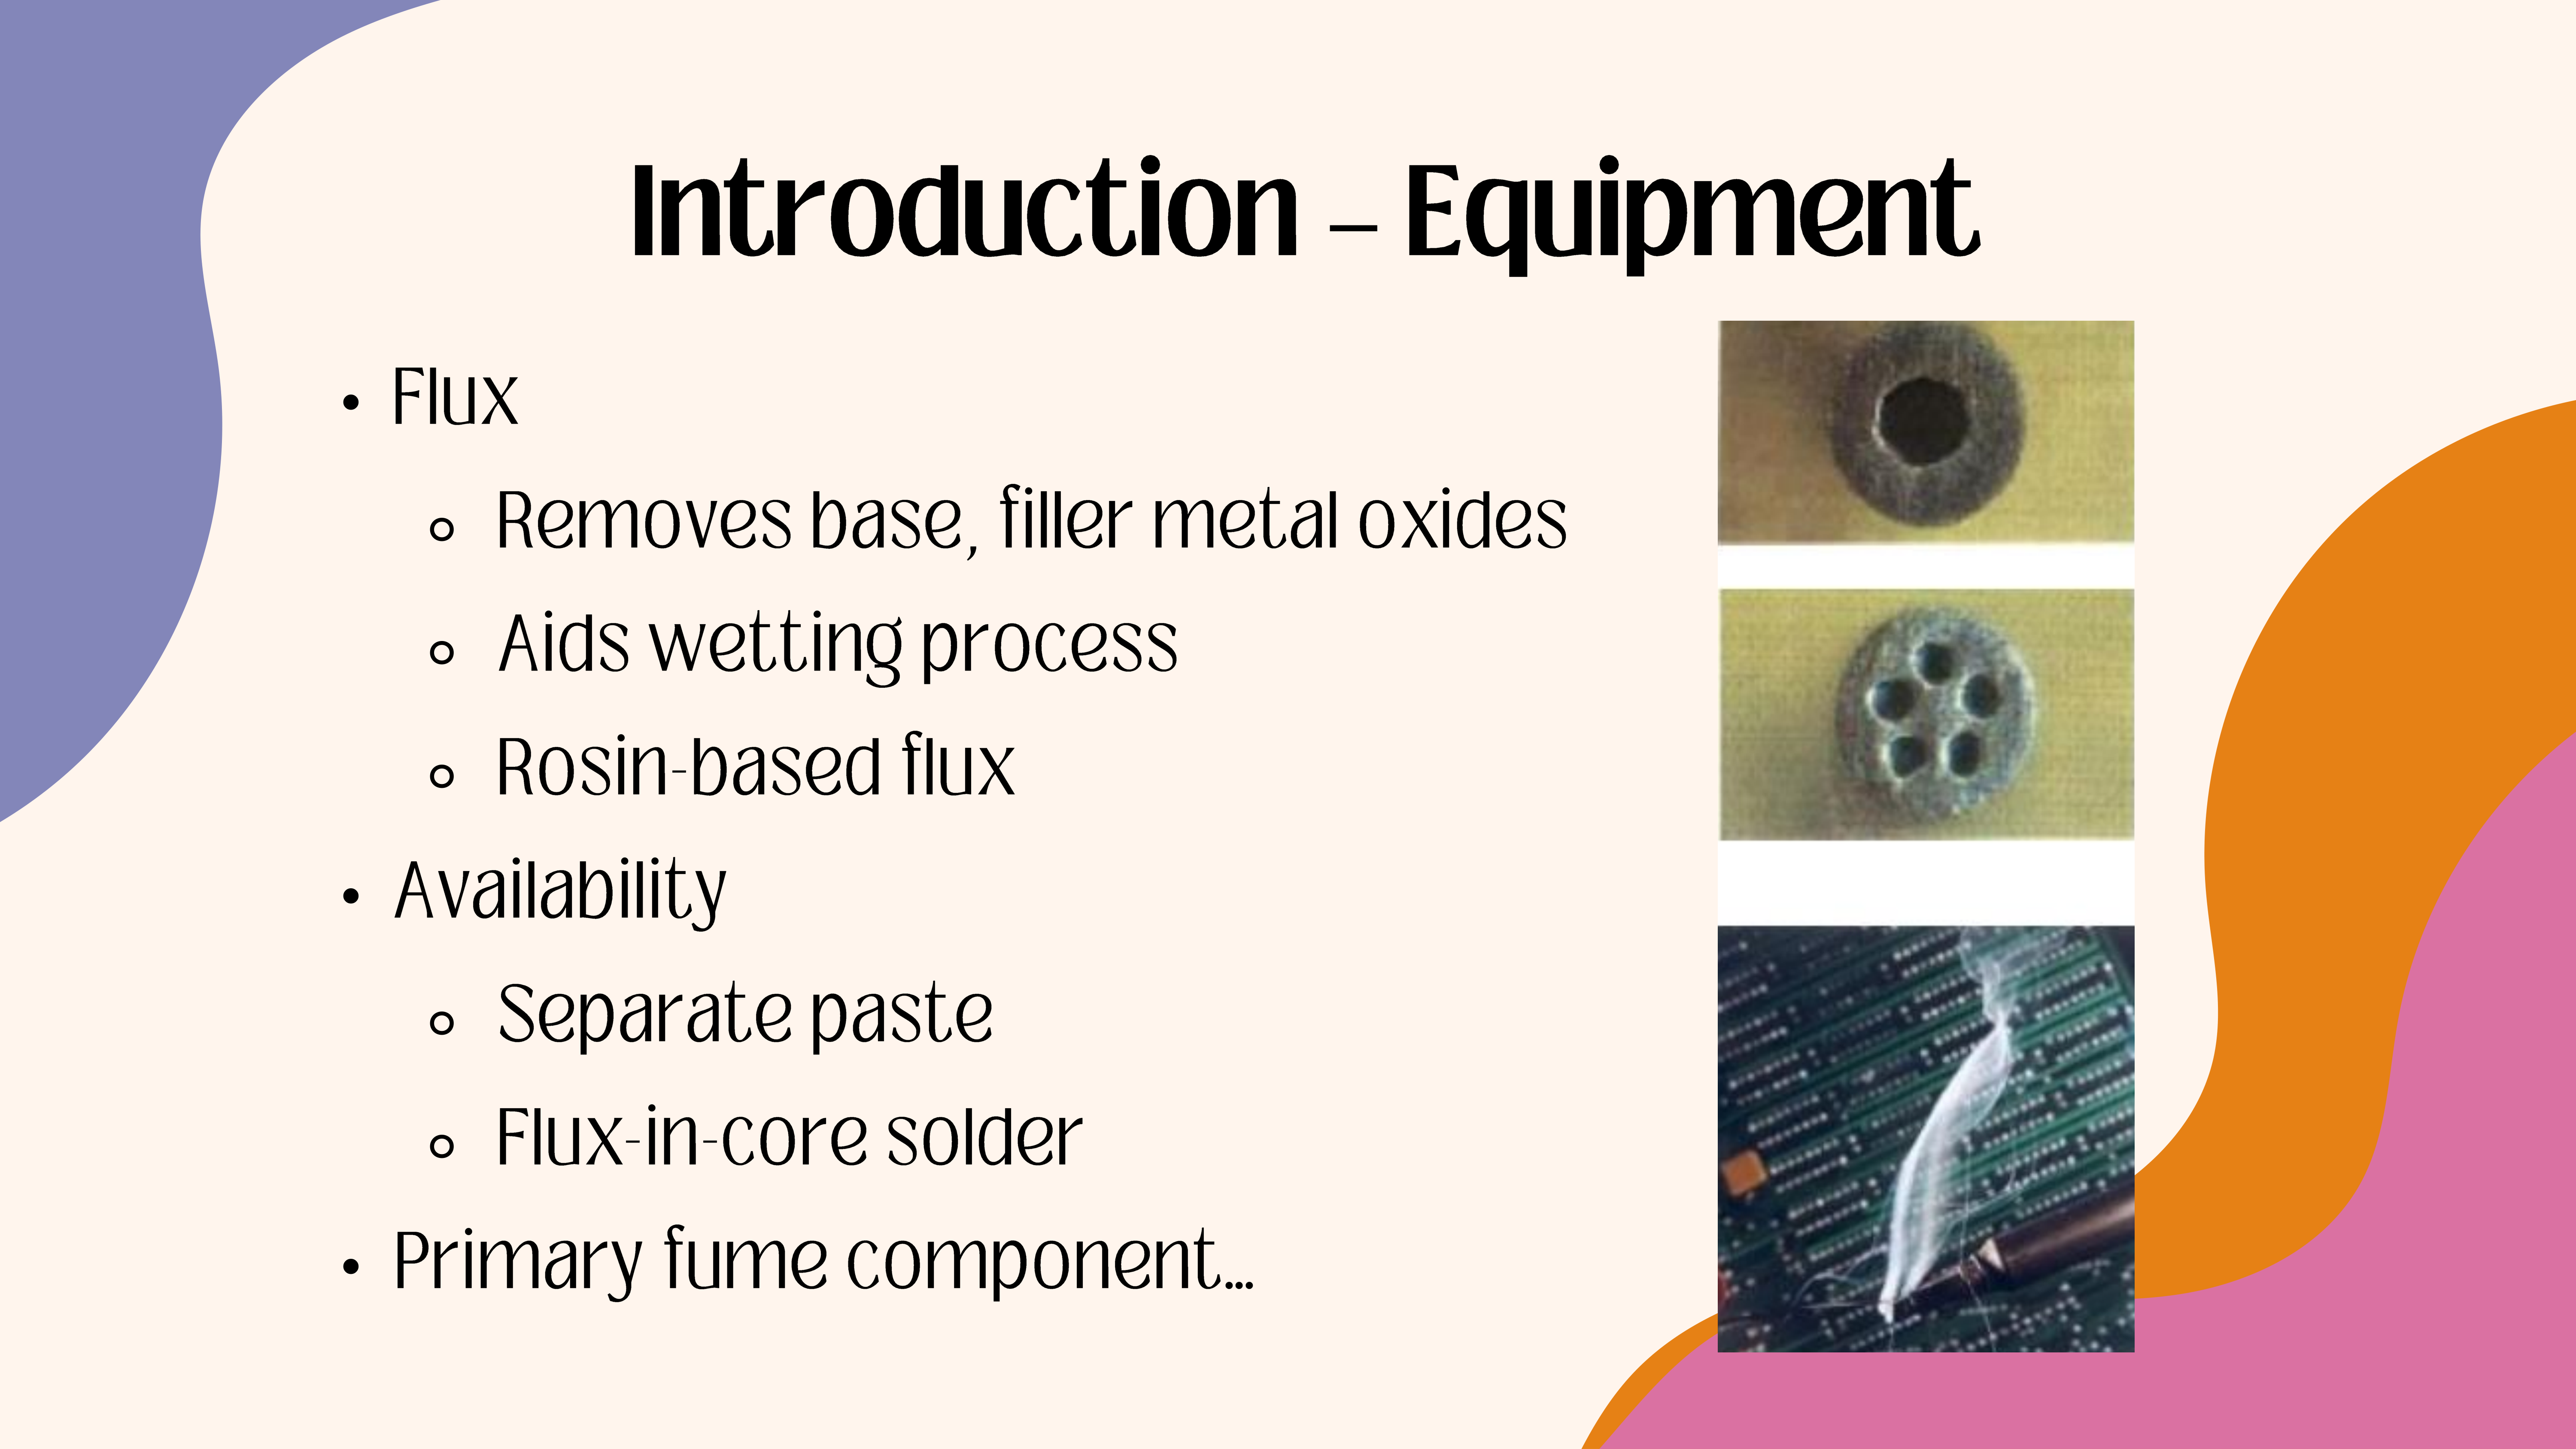 Introduction – Equipment
• Flux
◦ Removes base, filler metal oxides
◦ Aids wetting process
◦ Rosin-based flux
• Availability
◦ Separate paste
◦ Flux-in-core solder
• Primary fume component...